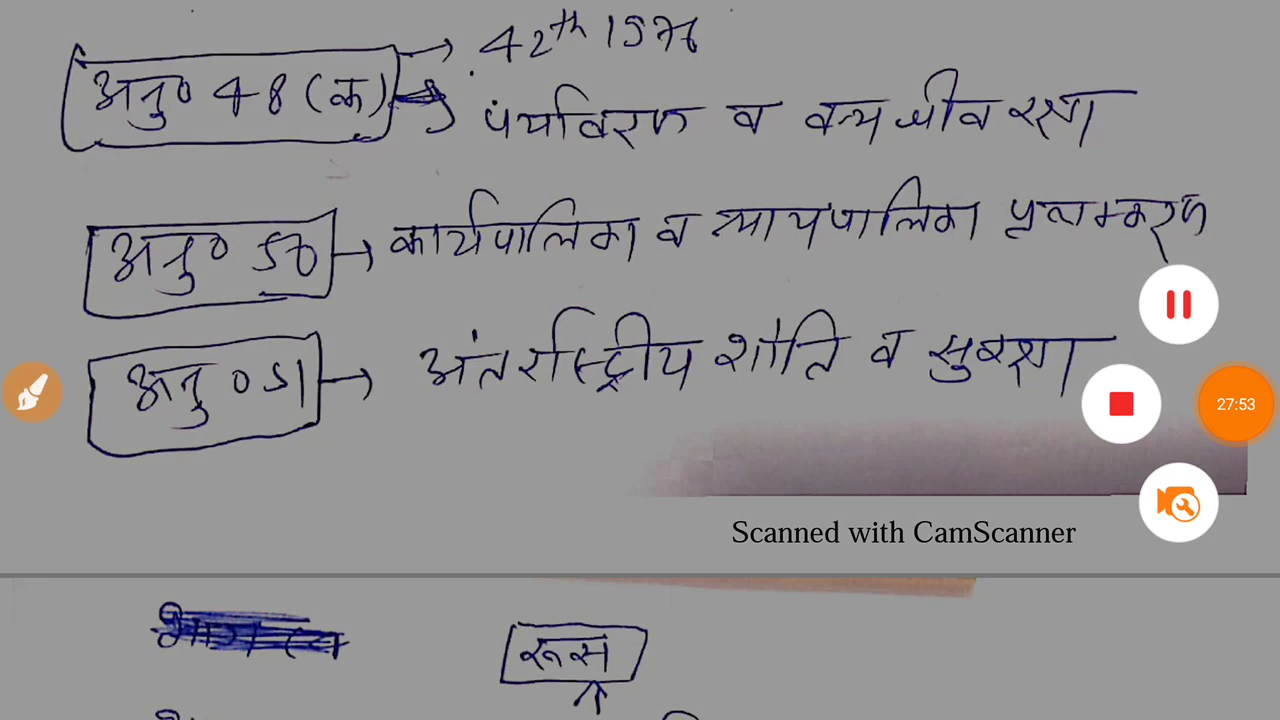 42th 1976
अनु० 48 (क)
पर्यावरण व वन्य जीव रक्षा
अनु० 50 → कार्यपालिका व न्यायपालिका पृथक्करण
अनु० 51 → अंतर्राष्ट्रीय शांति व सुरक्षा
27:53
Scanned with CamScanner
रूस